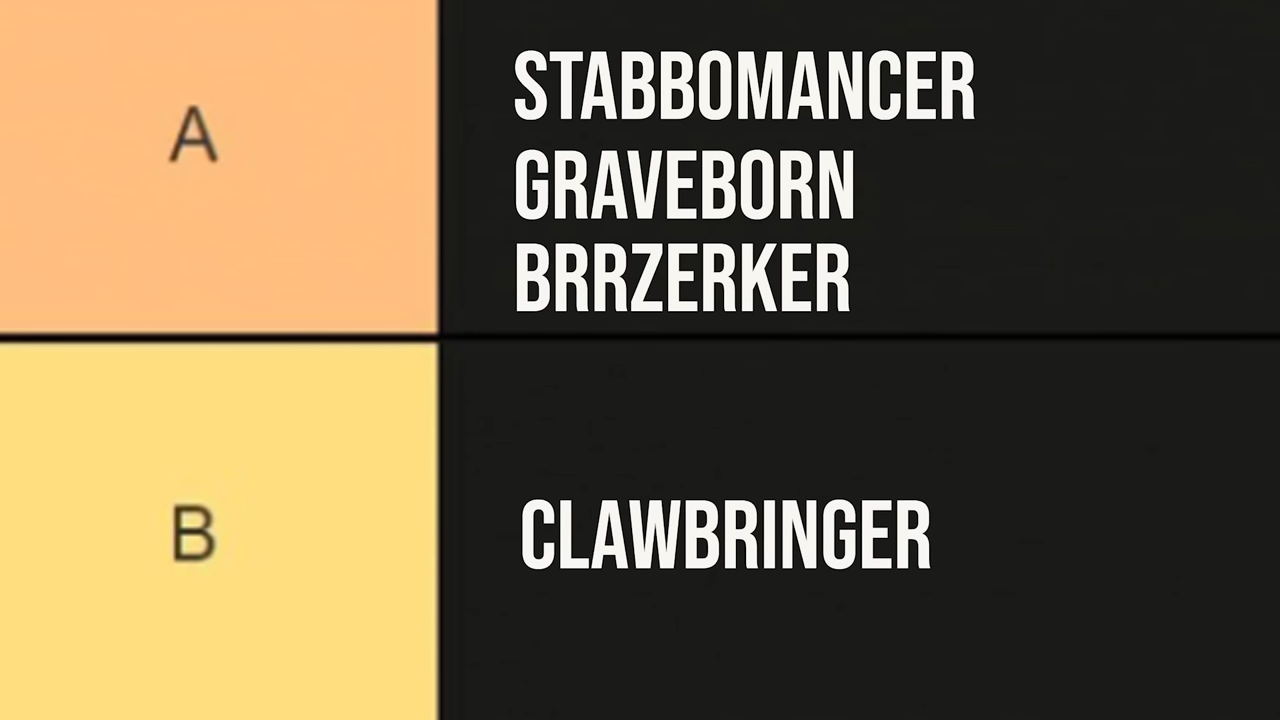 A
STABBOMANCER
GRAVEBORN
BRRZERKER
B
CLAWBRINGER